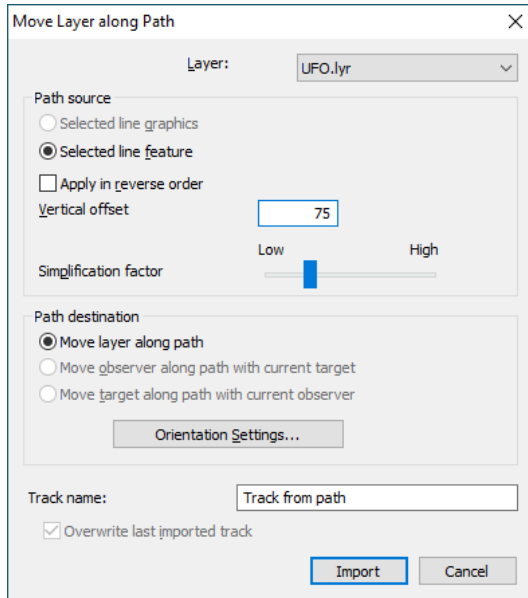 Move Layer along Path
Layer: UFO.lyr
Path source
Selected line graphics
Selected line feature
Apply in reverse order
Vertical offset 75
Low High
Simplification factor
Path destination
Move layer along path
Move observer along path with current target
Move target along path with current observer
Orientation Settings...
Track name: Track from path
Overwrite last imported track
Import Cancel